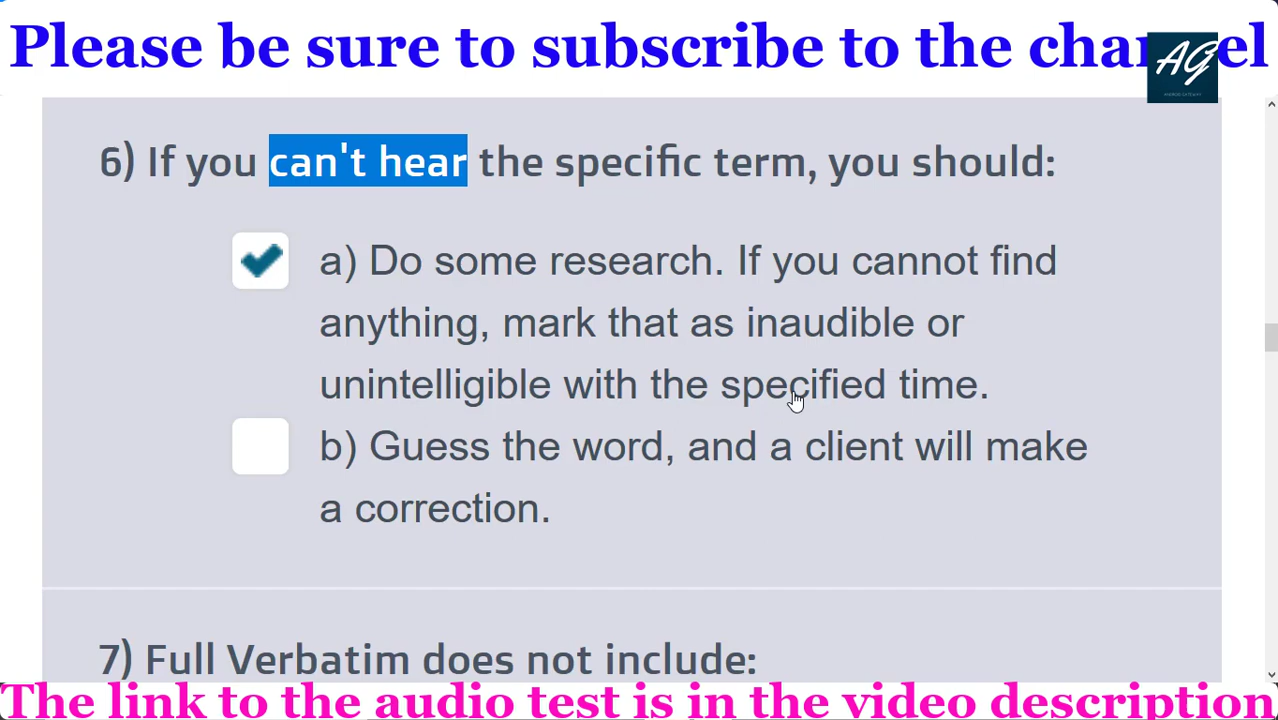 Please be sure to subscribe to the cha el
AG
6) If you can't hear the specific term, you should:
a) Do some research. If you cannot find
anything, mark that as inaudible or
unintelligible with the specified time.
b) Guess the word, and a client will make
a correction.
7) Full Verbatim does not include:
The link to the audio test is in the video description